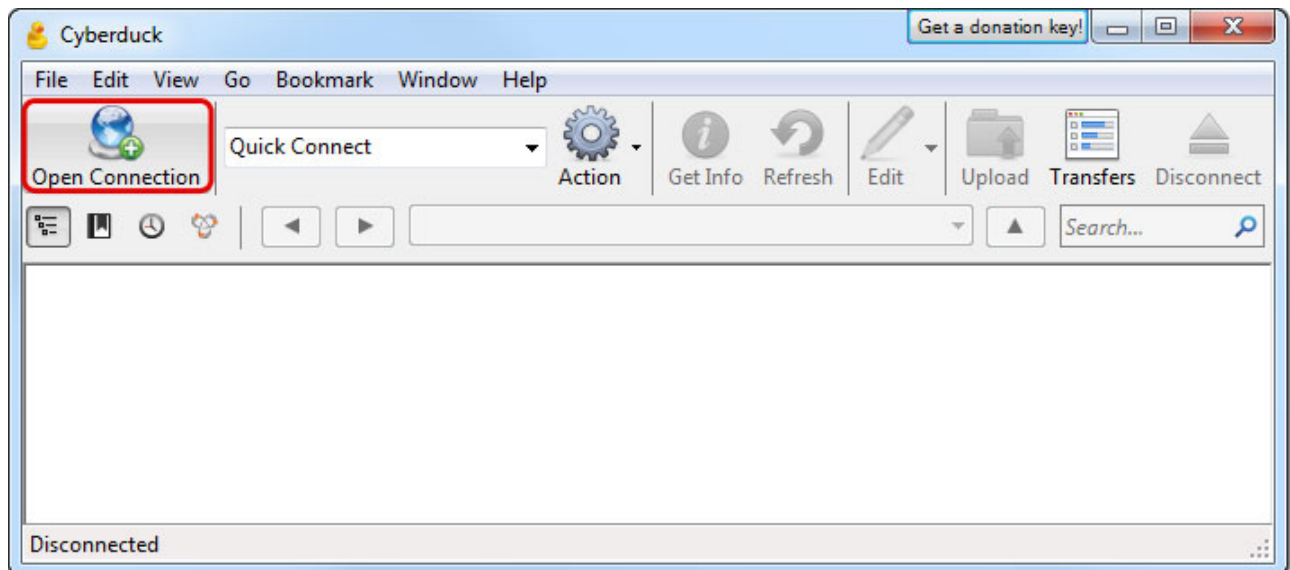 Cyberduck
Get a donation key!
File Edit View Go Bookmark Window Help
Open Connection
Quick Connect
Action
Get Info
Refresh
Edit
Upload
Transfers
Disconnect
Search...
Disconnected